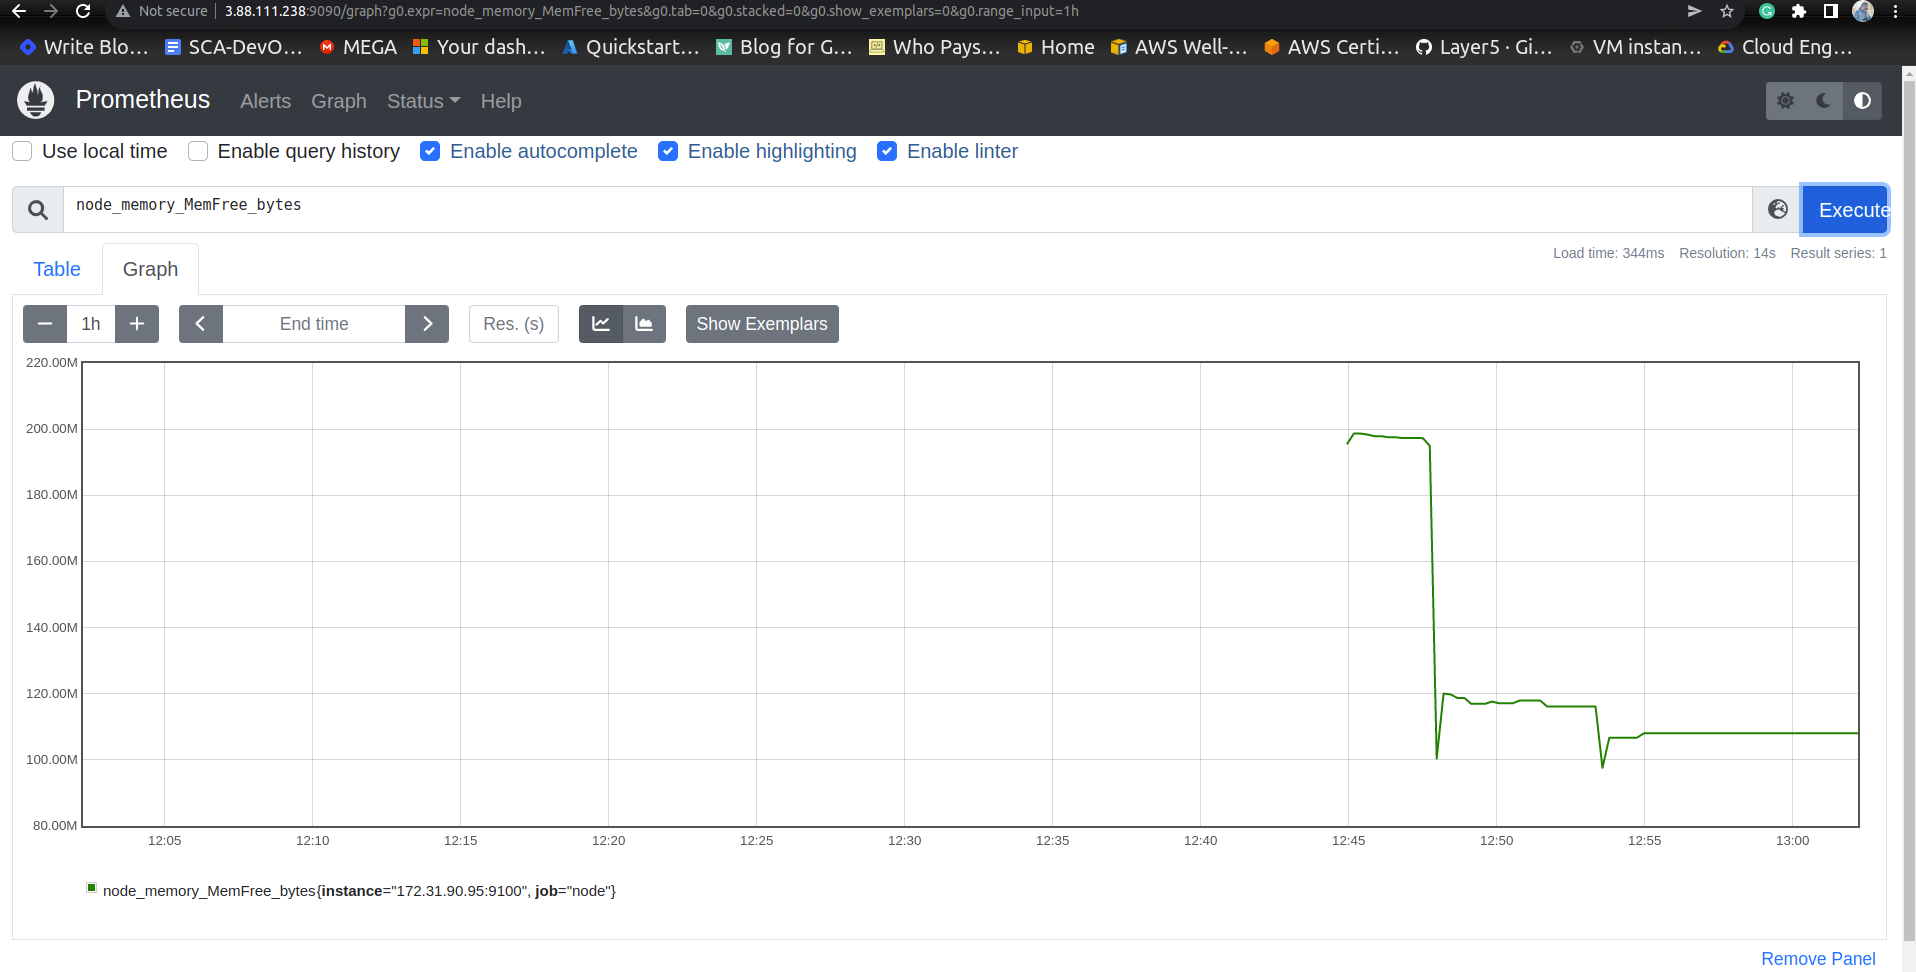 Not secure | 3.88.111.238:9090/graph?g0.expr=node_memory_MemFree_bytes&g0.tab=0&g0.stacked=0&g0.show_exemplars=0&g0.range_input=1h
Write Blo... SCA-DevO... MEGA Your dash... Quickstart... Blog for G... Who Pays... Home AWS Well-... AWS Certi... Layer5 · Gi... VM instan... Cloud Eng...
Prometheus Alerts Graph Status Help
Use local time Enable query history Enable autocomplete Enable highlighting Enable linter
node_memory_MemFree_bytes Execute
Load time: 344ms Resolution: 14s Result series: 1
Table Graph
1h End time Res. (s) Show Exemplars
220.00M
200.00M
180.00M
160.00M
140.00M
120.00M
100.00M
80.00M
12:05 12:10 12:15 12:20 12:25 12:30 12:35 12:40 12:45 12:50 12:55 13:00
node_memory_MemFree_bytes{instance="172.31.90.95:9100", job="node"}
Remove Panel